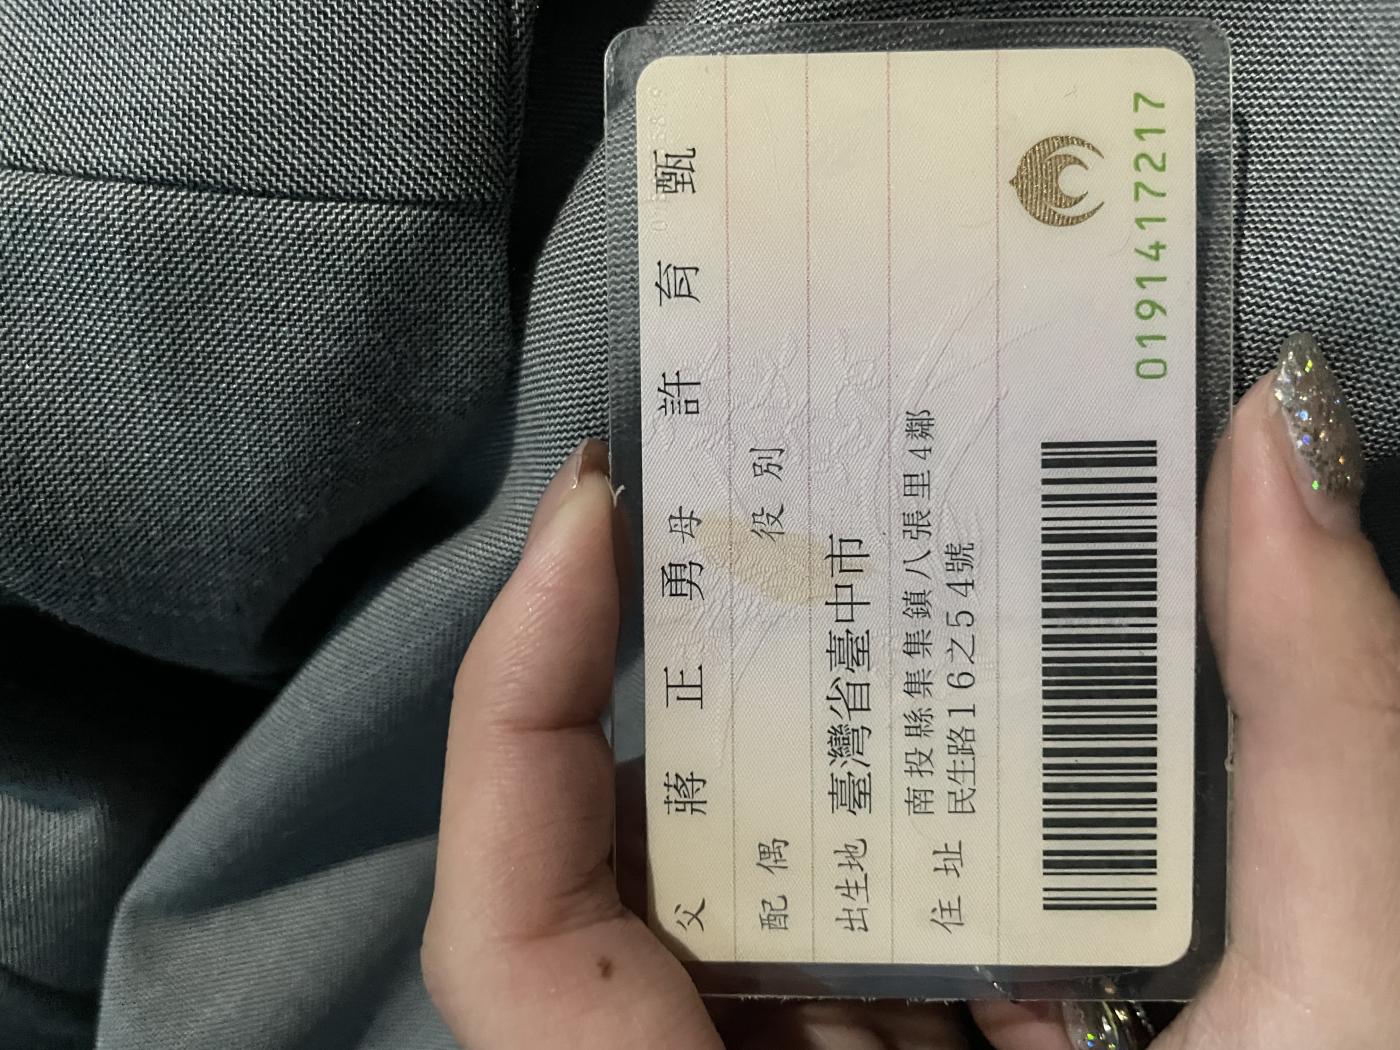 父 蔣 正 勇 母 許 育 甄
配偶 役別
出生地 臺灣省臺中市
住址 南投縣集集鎮八張里4鄰
民生路16之54號
0191417217